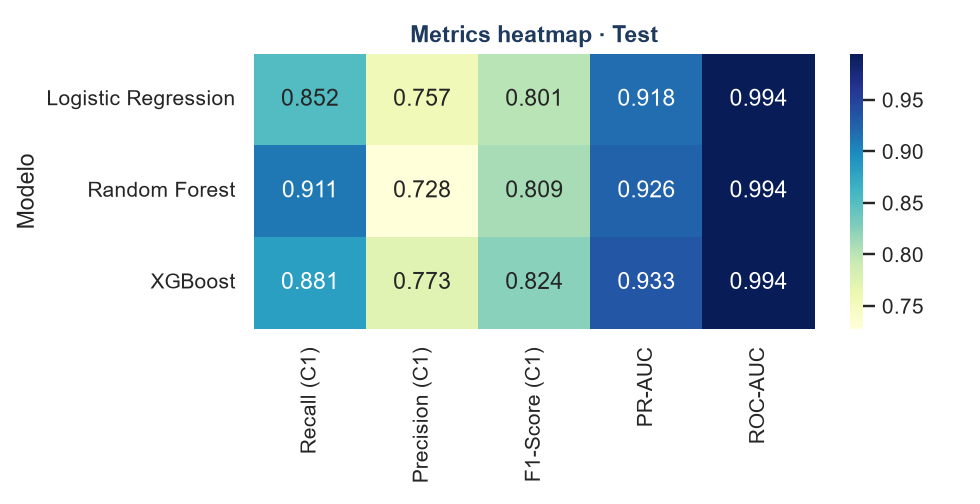 Metrics heatmap · Test
Modelo
Logistic Regression 0.852 0.757 0.801 0.918 0.994
Random Forest 0.911 0.728 0.809 0.926 0.994
XGBoost 0.881 0.773 0.824 0.933 0.994
Recall (C1)
Precision (C1)
F1-Score (C1)
PR-AUC
ROC-AUC
0.95
0.90
0.85
0.80
0.75